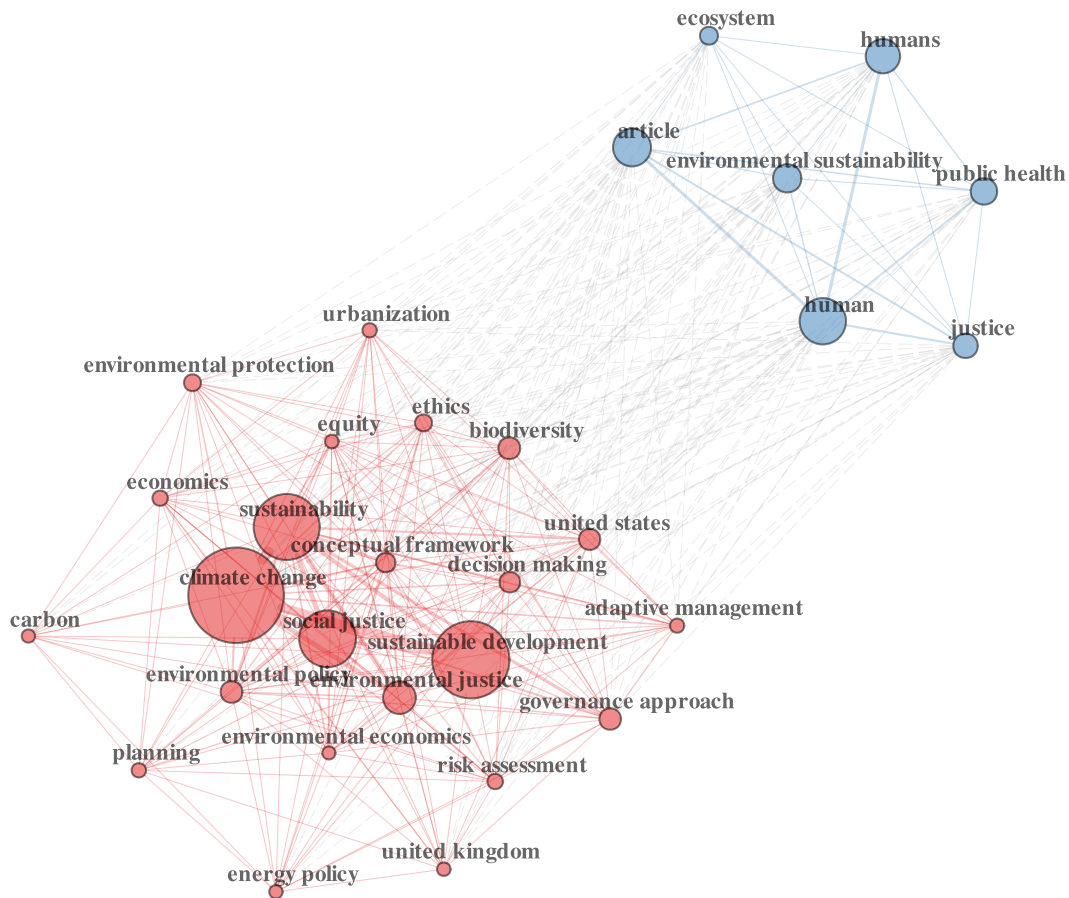 ecosystem
humans
article
environmental sustainability
public health
human
justice
urbanization
environmental protection
ethics
equity
biodiversity
economics
sustainability
united states
conceptual framework
decision making
climate change
adaptive management
carbon
social justice
sustainable development
environmental policy
environmental justice
governance approach
environmental economics
planning
risk assessment
united kingdom
energy policy